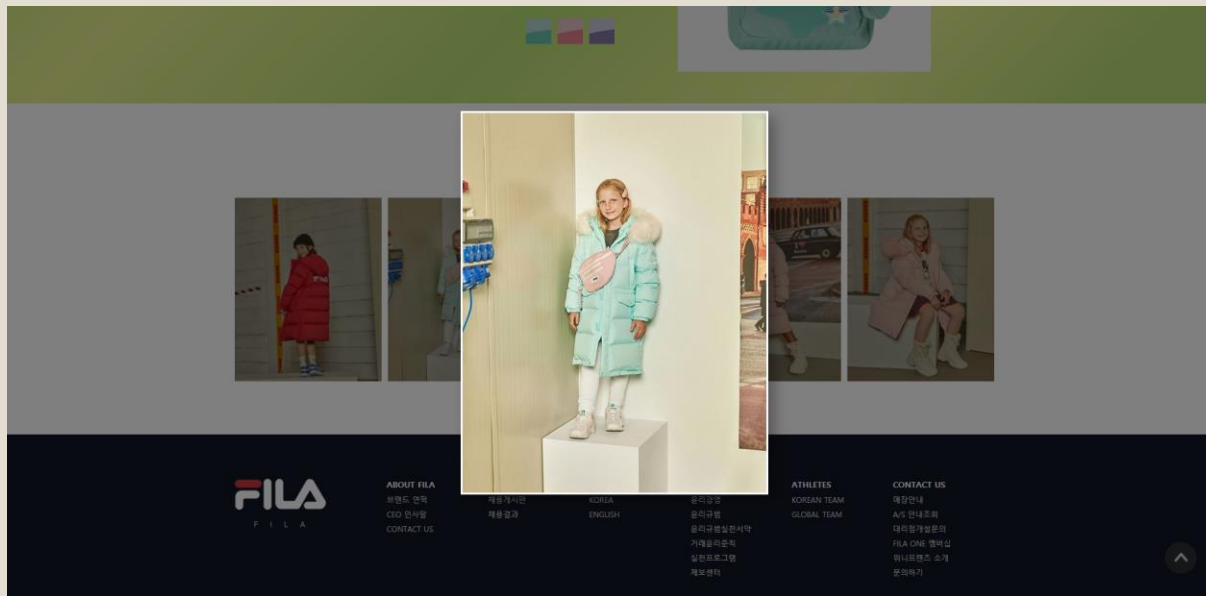 FILA
FILA
ABOUT FILA
브랜드 연혁
CEO 인사말
CONTACT US
채용게시판
채용결과
KOREA
ENGLISH
윤리경영
윤리규범
윤리규범실천서약
거래윤리준칙
실천프로그램
제보센터
ATHLETES
KOREAN TEAM
GLOBAL TEAM
CONTACT US
매장안내
A/S 안내조회
대리점개설문의
FILA ONE 멤버십
위니프렌즈 소개
문의하기